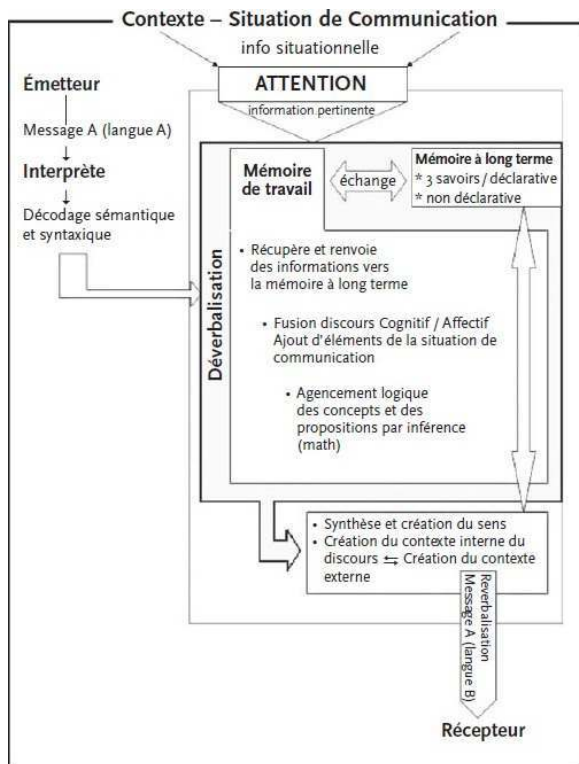 Contexte – Situation de Communication
info situationnelle
ATTENTION
information pertinente
Émetteur
Message A (langue A)
Interprète
Décodage sémantique
et syntaxique
Déverbalisation
Mémoire
de travail
échange
Mémoire à long terme
* 3 savoirs / déclarative
* non déclarative
• Récupère et renvoie
des informations vers
la mémoire à long terme
• Fusion discours Cognitif / Affectif
Ajout d'éléments de la situation de
communication
• Agencement logique
des concepts et des
propositions par inférence
(math)
• Synthèse et création du sens
• Création du contexte interne du
discours ⇆ Création du contexte
externe
Reverbalisation
Message A (langue B)
Récepteur